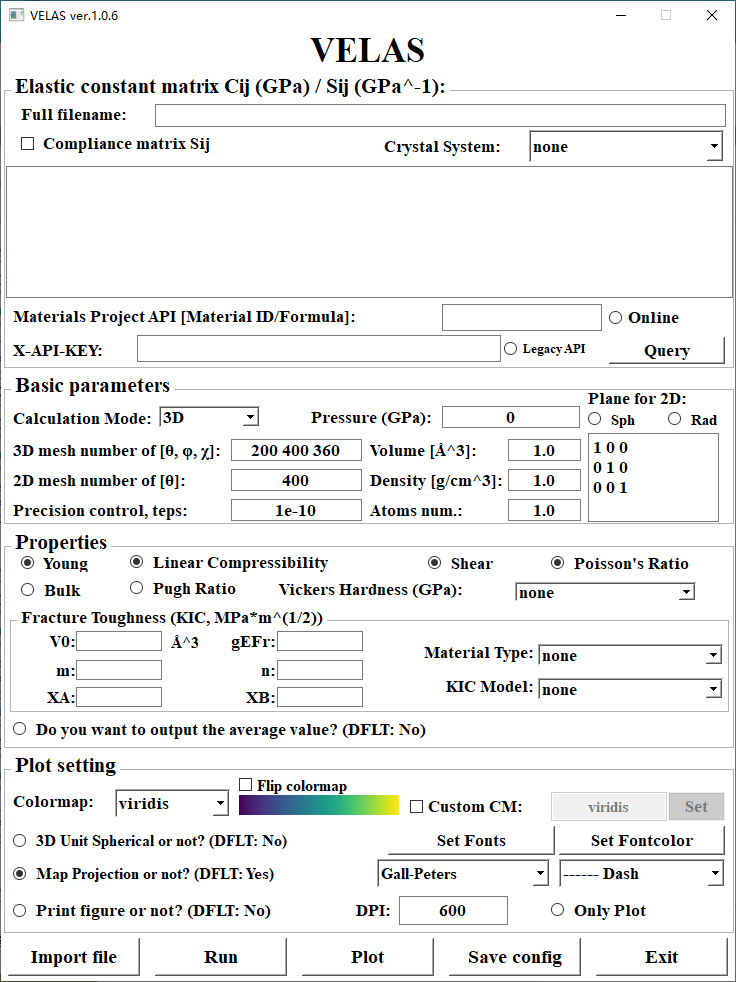 VELAS ver.1.0.6
VELAS
Elastic constant matrix Cij (GPa) / Sij (GPa^-1):
Full filename:
Compliance matrix Sij
Crystal System: none
Materials Project API [Material ID/Formula]: Online
X-API-KEY: Legacy API Query
Basic parameters
Plane for 2D:
Calculation Mode: 3D Pressure (GPa): 0 Sph Rad
3D mesh number of [θ, φ, χ]: 200 400 360 Volume [Å^3]: 1.0 1 0 0
0 1 0
2D mesh number of [θ]: 400 Density [g/cm^3]: 1.0 0 0 1
Precision control, teps: 1e-10 Atoms num.: 1.0
Properties
Young Linear Compressibility Shear Poisson's Ratio
Bulk Pugh Ratio Vickers Hardness (GPa): none
Fracture Toughness (KIC, MPa*m^(1/2))
V0: Å^3 gEFr:
Material Type: none
m: n:
KIC Model: none
XA: XB:
Do you want to output the average value? (DFLT: No)
Plot setting
Flip colormap
Colormap: viridis Custom CM: viridis Set
3D Unit Spherical or not? (DFLT: No) Set Fonts Set Fontcolor
Map Projection or not? (DFLT: Yes) Gall-Peters ------ Dash
Print figure or not? (DFLT: No) DPI: 600 Only Plot
Import file Run Plot Save config Exit